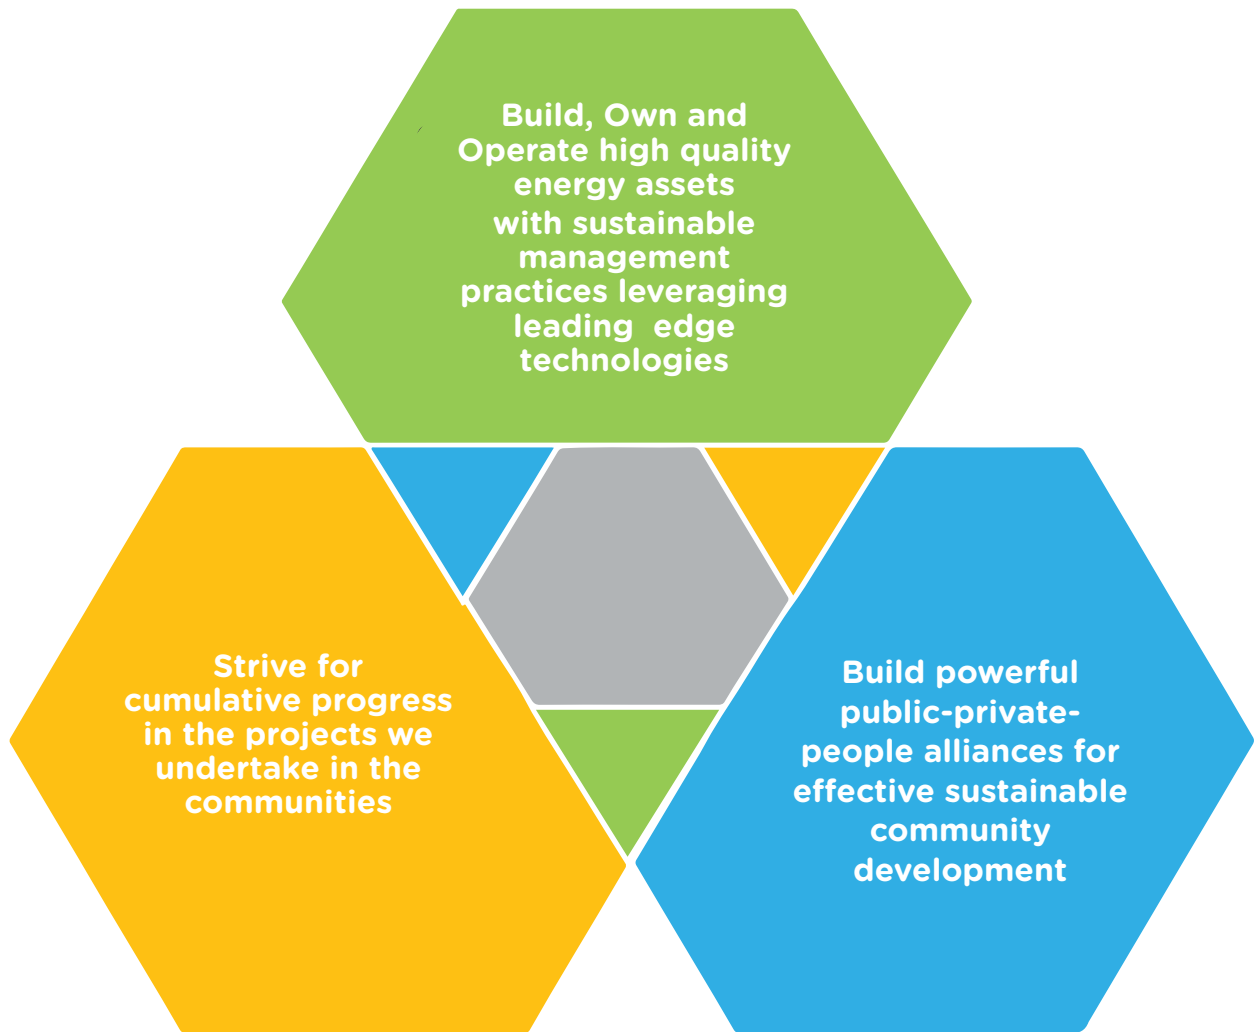 Build, Own and
Operate high quality
energy assets
with sustainable
management
practices leveraging
leading edge
technologies
Strive for
cumulative progress
in the projects we
undertake in the
communities
Build powerful
public-private-
people alliances for
effective sustainable
community
development